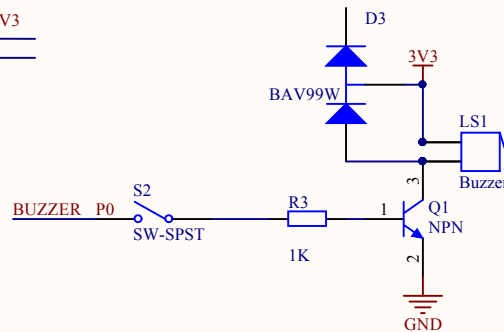 V3
D3
3V3
BAV99W
LS1
Buzzer
3
S2
R3
Q1
BUZZER P0
1
NPN
SW-SPST
1K
2
GND